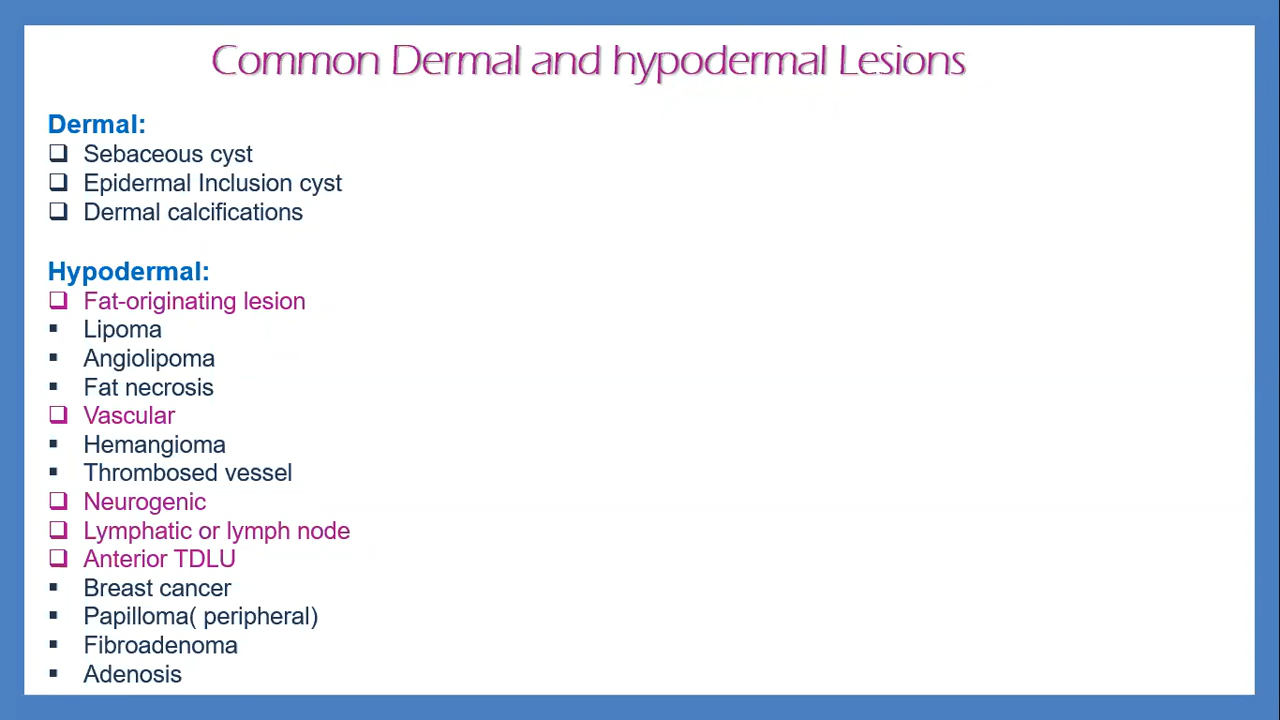 Common Dermal and hypodermal Lesions
Dermal:
❑ Sebaceous cyst
❑ Epidermal Inclusion cyst
❑ Dermal calcifications
Hypodermal:
❑ Fat-originating lesion
▪ Lipoma
▪ Angiolipoma
▪ Fat necrosis
❑ Vascular
▪ Hemangioma
▪ Thrombosed vessel
❑ Neurogenic
❑ Lymphatic or lymph node
❑ Anterior TDLU
▪ Breast cancer
▪ Papilloma( peripheral)
▪ Fibroadenoma
▪ Adenosis